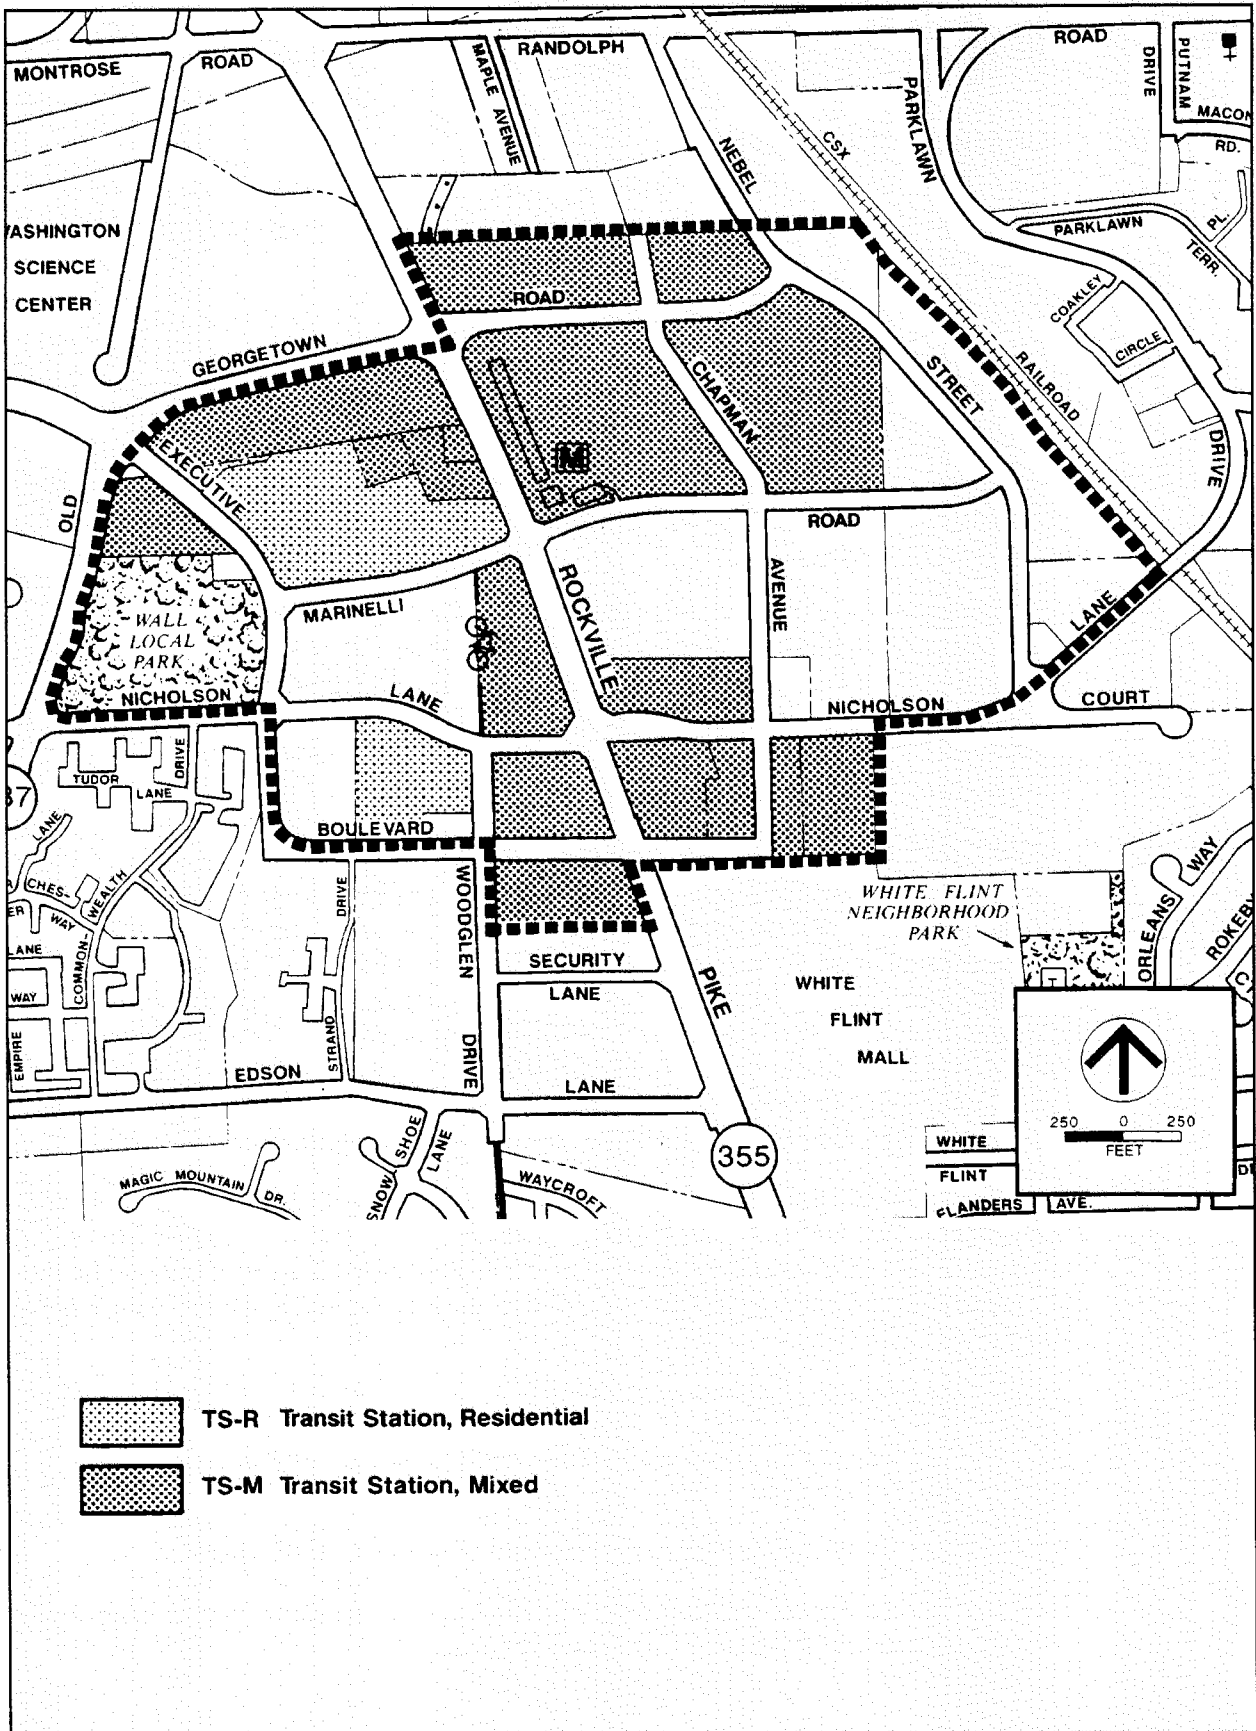 MONTROSE
ROAD
MAPLE AVENUE
RANDOLPH
ROAD
DRIVE
PUTNAM
MACON
RD.
PARKLAWN
CSX
NEBEL
PARKLAWN
PL.
TERR.
WASHINGTON
SCIENCE
CENTER
ROAD
COAKLEY
CIRCLE
GEORGETOWN
RAILROAD
STREET
CHAPMAN
DRIVE
EXECUTIVE
M
OLD
ROAD
ROCKVILLE
AVENUE
MARINELLI
LANE
WALL
LOCAL
PARK
NICHOLSON
LANE
NICHOLSON
COURT
DRIVE
TUDOR
LANE
87
LANE
BOULEVARD
CHES-
WAY
WEALTH
COMMON-
ER
LANE
WAY
EMPIRE
DRIVE
STRAND
WOODGLEN
DRIVE
WHITE FLINT
NEIGHBORHOOD
PARK
WAY
ORLEANS
ROKEBY
SECURITY
LANE
PIKE
WHITE
FLINT
MALL
T
EDSON
LANE
250 0 250
FEET
SNOW SHOE
LANE
355
WHITE
FLINT
MAGIC MOUNTAIN
DR.
WAYCROFT
FLANDERS
AVE.
TS-R Transit Station, Residential
TS-M Transit Station, Mixed